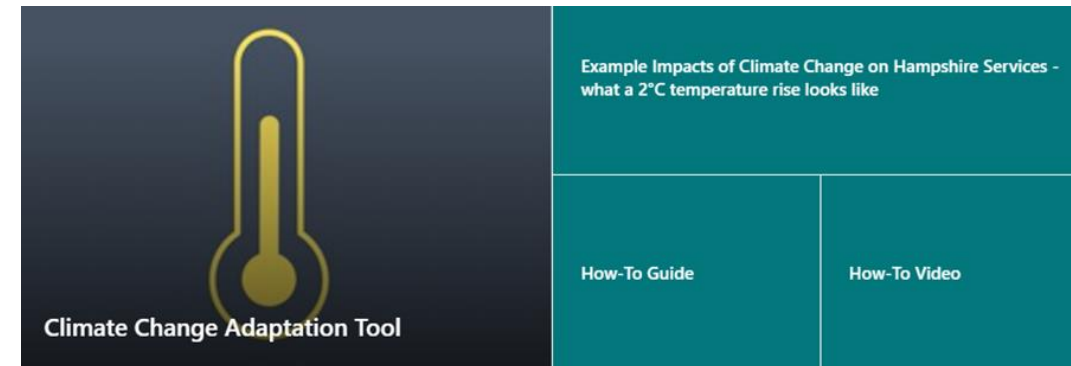 Climate Change Adaptation Tool
Example Impacts of Climate Change on Hampshire Services -
what a 2°C temperature rise looks like
How-To Guide
How-To Video